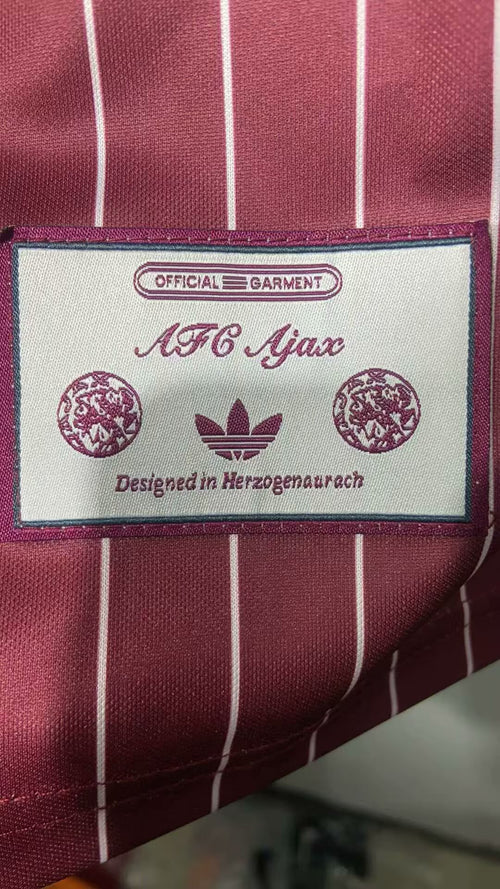 OFFICIAL GARMENT
AFC Ajax
Designed in Herzogenaurach